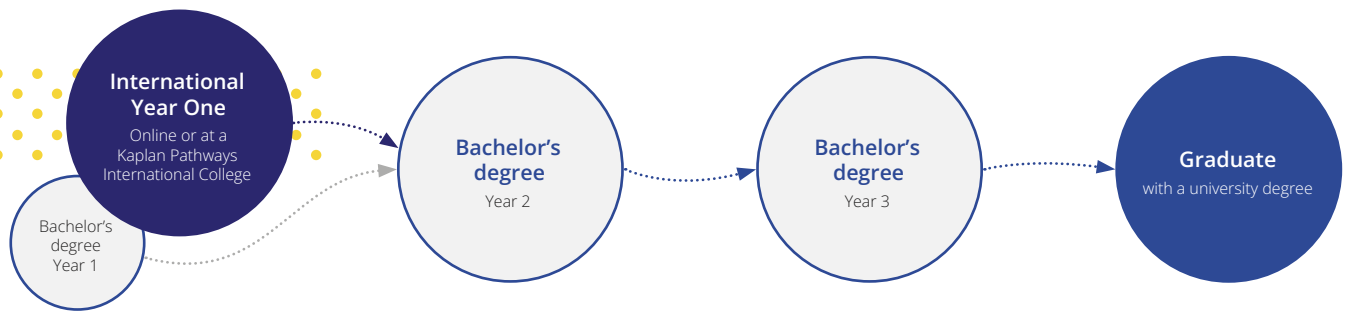 International
Year One
Online or at a
Kaplan Pathways
International College
Bachelor’s
degree
Year 1
Bachelor’s
degree
Year 2
Bachelor’s
degree
Year 3
Graduate
with a university degree